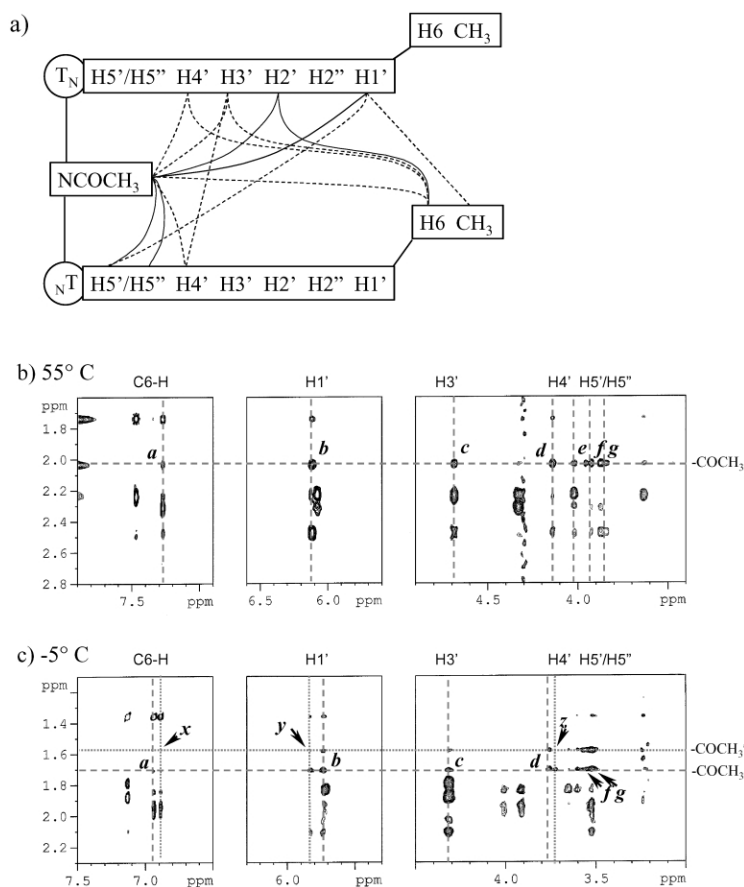 a)
H6 CH3
TN H5’/H5” H4’ H3’ H2’ H2” H1’
NCOCH3
H6 CH3
NT H5’/H5” H4’ H3’ H2’ H2” H1’
b) 55° C
C6-H H1’ H3’ H4’ H5’/H5”
ppm
1.8
a b c d e f g
2.0 -COCH3
2.2
2.4
2.6
2.8
7.5 ppm 6.5 6.0 ppm 4.5 4.0 ppm
c) -5° C
C6-H H1’ H3’ H4’ H5’/H5”
ppm
1.4
x y z
1.6 -COCH3’
a b c d
-COCH3
1.8 f g
2.0
2.2
7.5 7.0 ppm 6.0 ppm 4.0 3.5 ppm